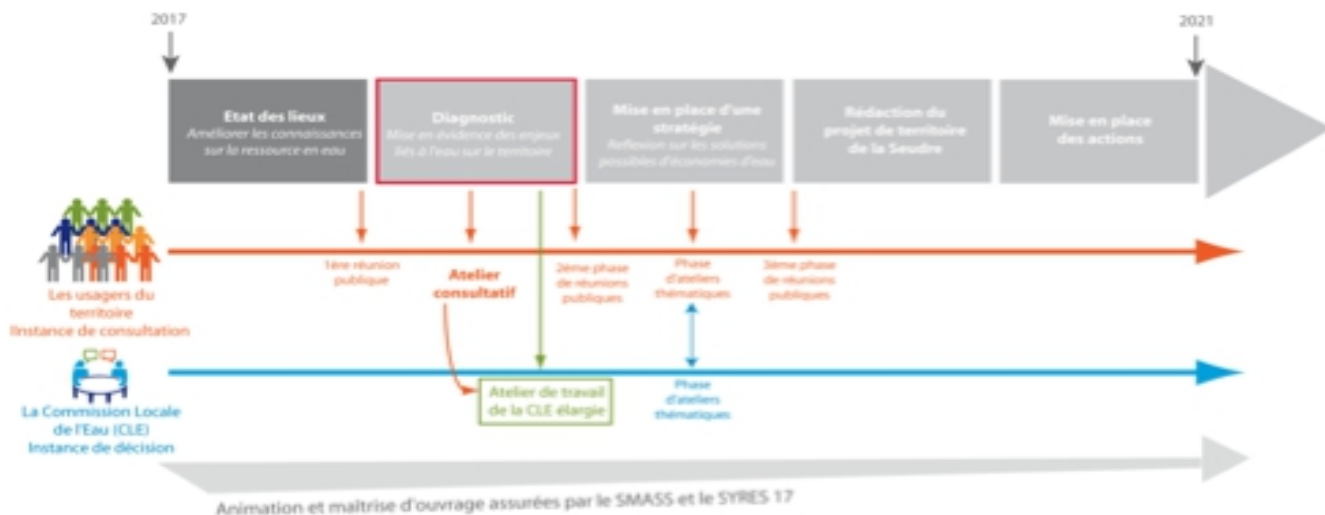 2017
2021
Etat des lieux
Améliorer les connaissances
sur la ressource en eau
Diagnostic
Mise en évidence des enjeux
liés à l'eau sur le territoire
Mise en place d'une
stratégie
Reflexion sur les solutions
possibles d'économies d'eau
Rédaction du
projet de territoire
de la Seudre
Mise en place
des actions
1ère réunion
publique
Atelier
consultatif
2ème phase
de réunions
publiques
Phase
d'ateliers
thématiques
3ème phase
de réunions
publiques
Les usagers du
territoire
Instance de consultation
Atelier de travail
de la CLE élargie
Phase
d'ateliers
thématiques
La Commission Locale
de l'Eau (CLE)
Instance de décision
Animation et maîtrise d'ouvrage assurées par le SMASS et le SYRES 17